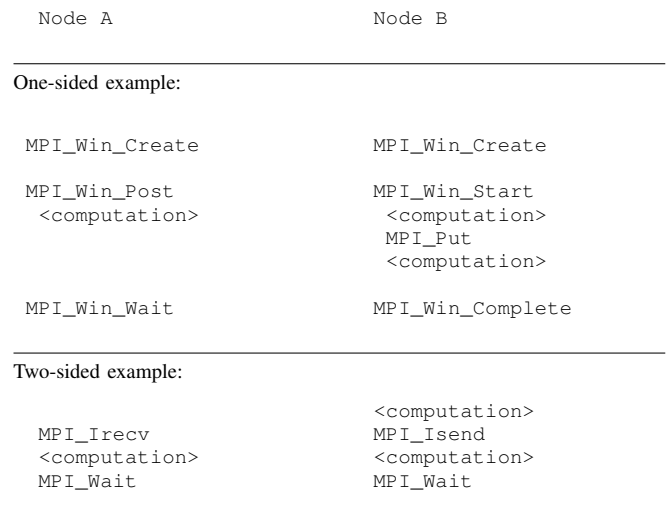 Node A Node B
One-sided example:
MPI_Win_Create MPI_Win_Create
MPI_Win_Post MPI_Win_Start
<computation> <computation>
MPI_Put
<computation>
MPI_Win_Wait MPI_Win_Complete
Two-sided example:
<computation>
MPI_Irecv MPI_Isend
<computation> <computation>
MPI_Wait MPI_Wait